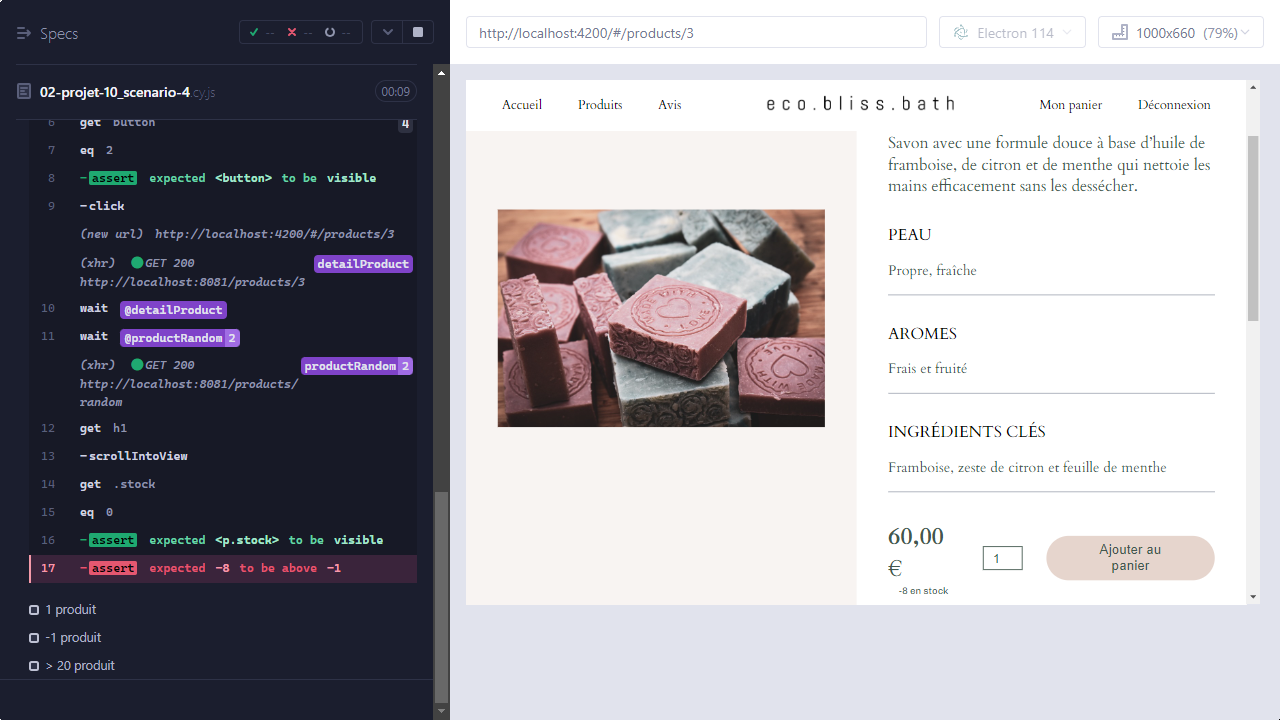 Specs
-- -- --
02-projet-10_scenario-4.cy.js
00:09
6 get button 4
7 eq 2
8 -assert expected <button> to be visible
9 -click
(new url) http://localhost:4200/#/products/3
(xhr) GET 200 detailProduct
http://localhost:8081/products/3
10 wait @detailProduct
11 wait @productRandom 2
(xhr) GET 200 productRandom 2
http://localhost:8081/products/
random
12 get h1
13 -scrollIntoView
14 get .stock
15 eq 0
16 -assert expected <p.stock> to be visible
17 -assert expected -8 to be above -1
1 produit
-1 produit
> 20 produit
http://localhost:4200/#/products/3
Electron 114
1000x660 (79%)
Accueil Produits Avis eco.bliss.bath Mon panier Déconnexion
Savon avec une formule douce à base d’huile de
framboise, de citron et de menthe qui nettoie les
mains efficacement sans les dessécher.
PEAU
Propre, fraîche
AROMES
Frais et fruité
INGRÉDIENTS CLÉS
Framboise, zeste de citron et feuille de menthe
60,00
€
1
Ajouter au
panier
-8 en stock
MADE WITH LOVE